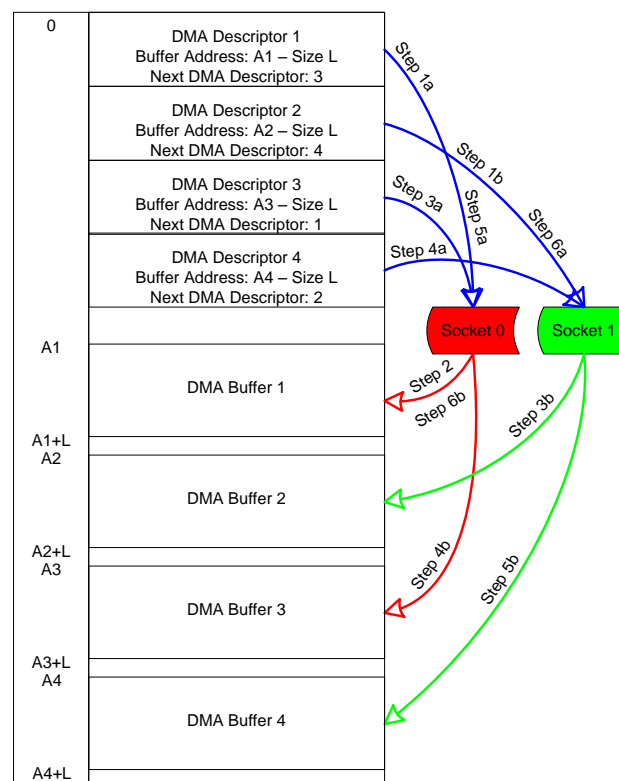 0
DMA Descriptor 1
Buffer Address: A1 – Size L
Next DMA Descriptor: 3
DMA Descriptor 2
Buffer Address: A2 – Size L
Next DMA Descriptor: 4
DMA Descriptor 3
Buffer Address: A3 – Size L
Next DMA Descriptor: 1
DMA Descriptor 4
Buffer Address: A4 – Size L
Next DMA Descriptor: 2
Step 1a
Step 1b
Step 3a
Step 5a
Step 6a
Step 4a
Socket 0
Socket 1
A1
DMA Buffer 1
Step 2
Step 6b
Step 3b
A1+L
A2
DMA Buffer 2
A2+L
A3
Step 4b
Step 5b
DMA Buffer 3
A3+L
A4
DMA Buffer 4
A4+L